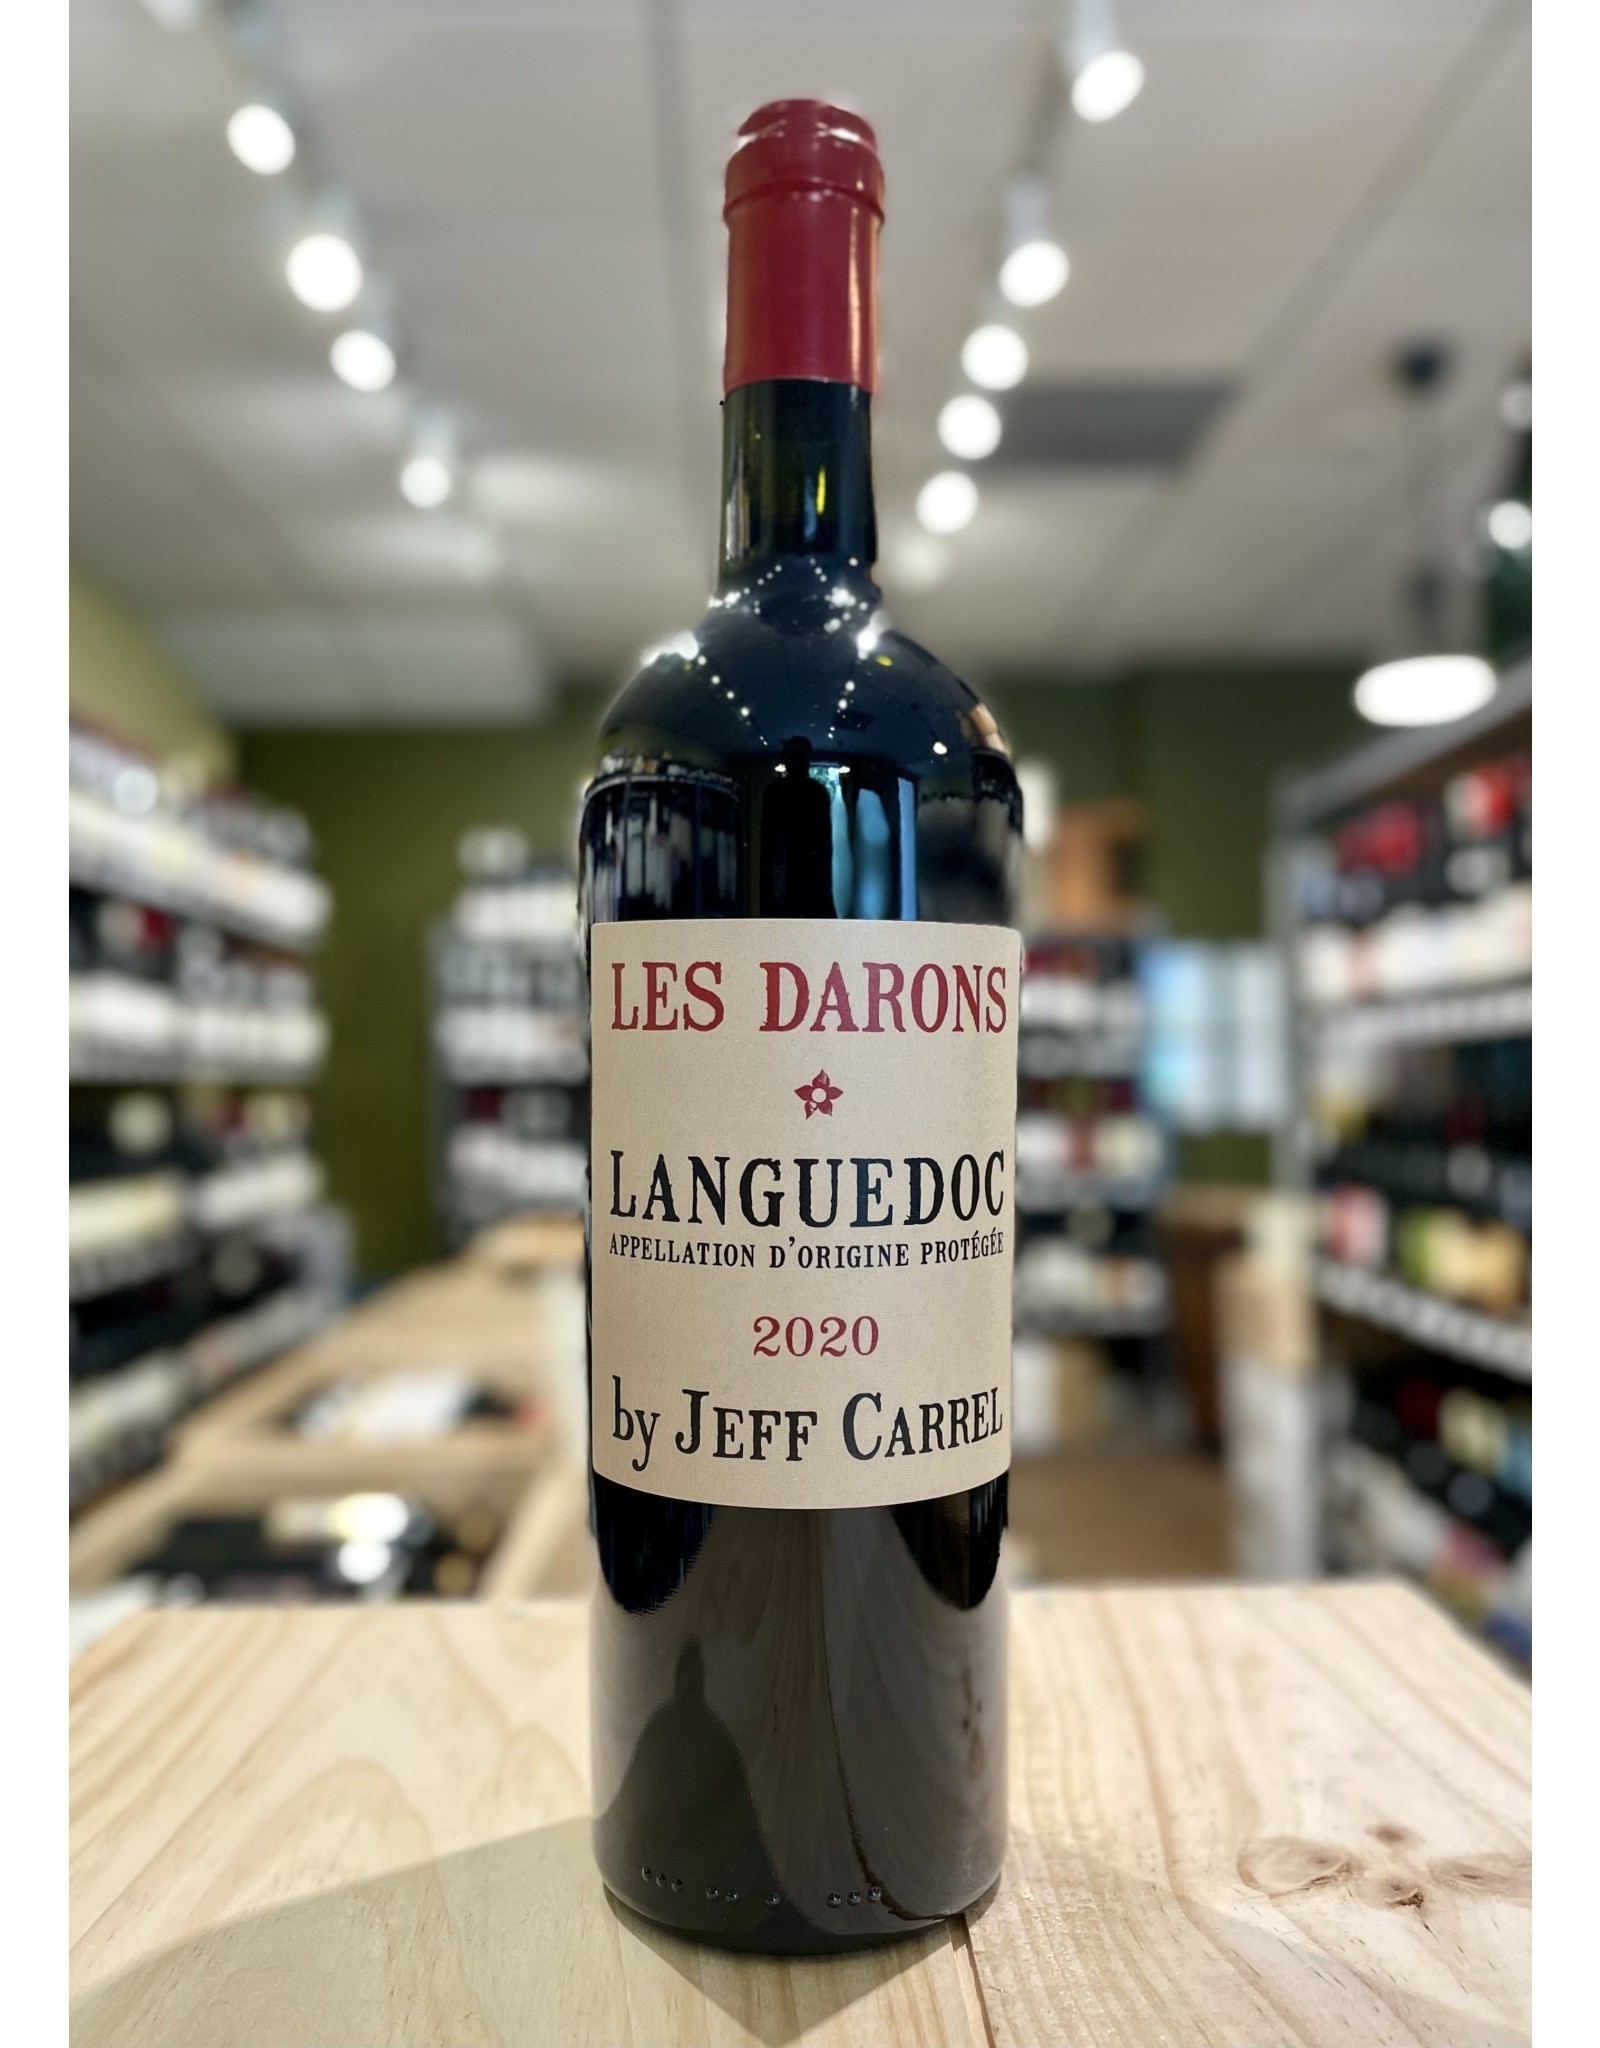 LES DARONS
LANGUEDOC
APPELLATION D'ORIGINE PROTÉGÉE
2020
by JEFF CARREL